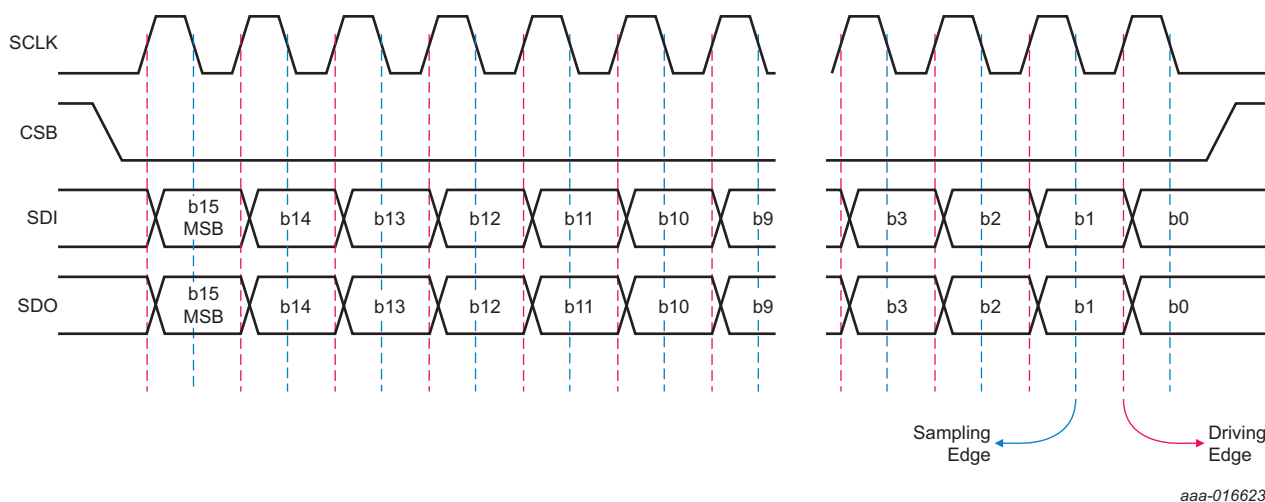 SCLK
CSB
SDI
b15
MSB
b14
b13
b12
b11
b10
b9
b3
b2
b1
b0
SDO
b15
MSB
b14
b13
b12
b11
b10
b9
b3
b2
b1
b0
Sampling
Edge
Driving
Edge
aaa-016623